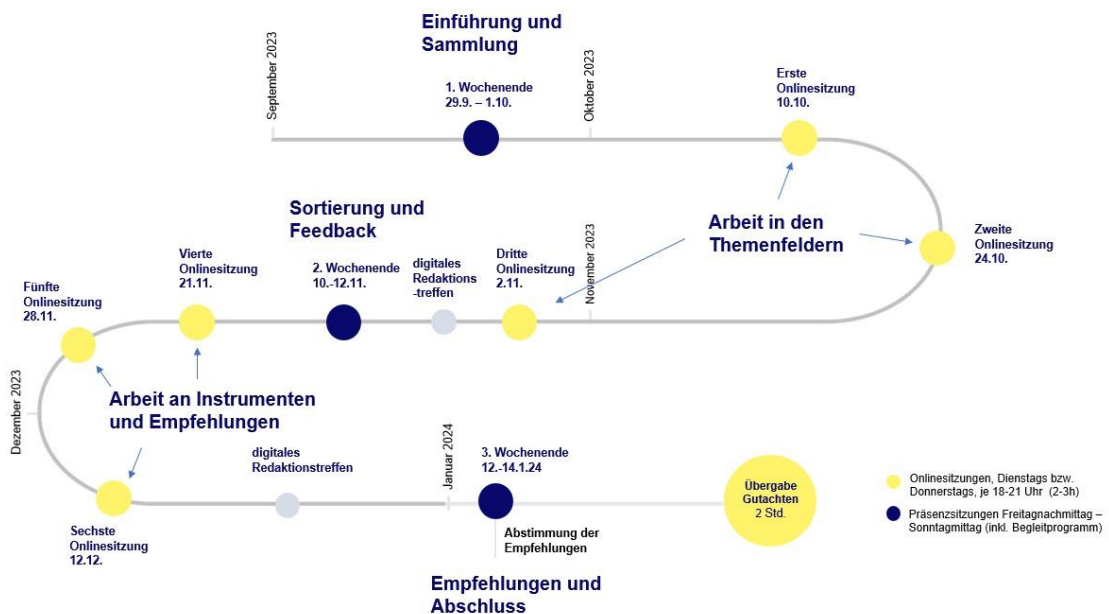 Einführung und
Sammlung
September 2023
1. Wochenende
29.9. – 1.10.
Oktober 2023
Erste
Onlinesitzung
10.10.
Zweite
Onlinesitzung
24.10.
Arbeit in den
Themenfeldern
November 2023
Dritte
Onlinesitzung
2.11.
digitales
Redaktions
-treffen
Sortierung und
Feedback
2. Wochenende
10.-12.11.
Vierte
Onlinesitzung
21.11.
Fünfte
Onlinesitzung
28.11.
Arbeit an Instrumenten
und Empfehlungen
Dezember 2023
Sechste
Onlinesitzung
12.12.
digitales
Redaktionstreffen
Januar 2024
3. Wochenende
12.-14.1.24
Abstimmung der
Empfehlungen
Empfehlungen und
Abschluss
Übergabe
Gutachten
2 Std.
Onlinesitzungen, Dienstags bzw.
Donnerstags, je 18-21 Uhr (2-3h)
Präsenzsitzungen Freitagnachmittag –
Sonntagmittag (inkl. Begleitprogramm)